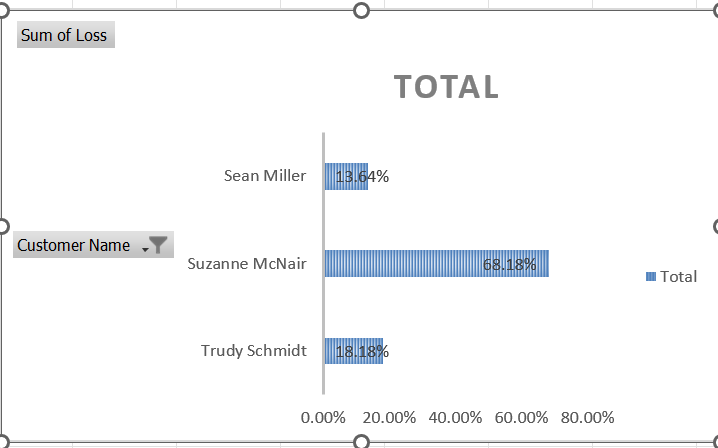 Sum of Loss
TOTAL
Sean Miller
13.64%
Customer Name
Suzanne McNair
68.18%
Total
Trudy Schmidt
18.18%
0.00% 20.00% 40.00% 60.00% 80.00%